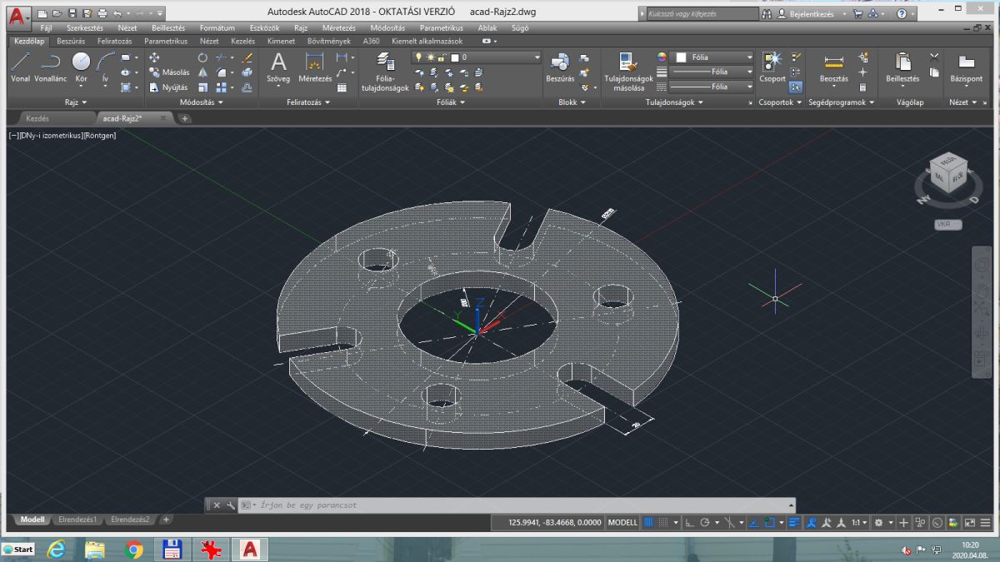 Autodesk AutoCAD 2018 - OKTATÁSI VERZIÓ acad-Rajz2.dwg
Kulcsszó vagy kifejezés
Bejelentkezés
Fájl Szerkesztés Nézet Beillesztés Formátum Eszközök Rajz Méretezés Módosítás Parametrikus Ablak Súgó
Kezdőlap Beszúrás Feliratozás Parametrikus Nézet Kezelés Kimenet Bővítmények A360 Kiemelt alkalmazások
Vonal Vonallánc Kör Ív
Másolás
Nyújtás
Szöveg Méretezés
Fólia-
tulajdonságok
0
Beszúrás
Tulajdonságok
másolása
Fólia
Fólia
Fólia
Csoport
Beosztás
Beillesztés
Bázispont
Rajz Módosítás Feliratozás Fóliák Blokk Tulajdonságok Csoportok Segédprogramok Vágólap Nézet
Kezdés acad-Rajz2*
[−][DNy-i izometrikus][Röntgen]
FELÜL
BAL
ELÖL
NY
D
VKR
Z
Y
20
Írjon be egy parancsot
Modell Elrendezés1 Elrendezés2
125.9941, -83.4668, 0.0000 MODELL 1:1
Start
10:20
2020.04.08.